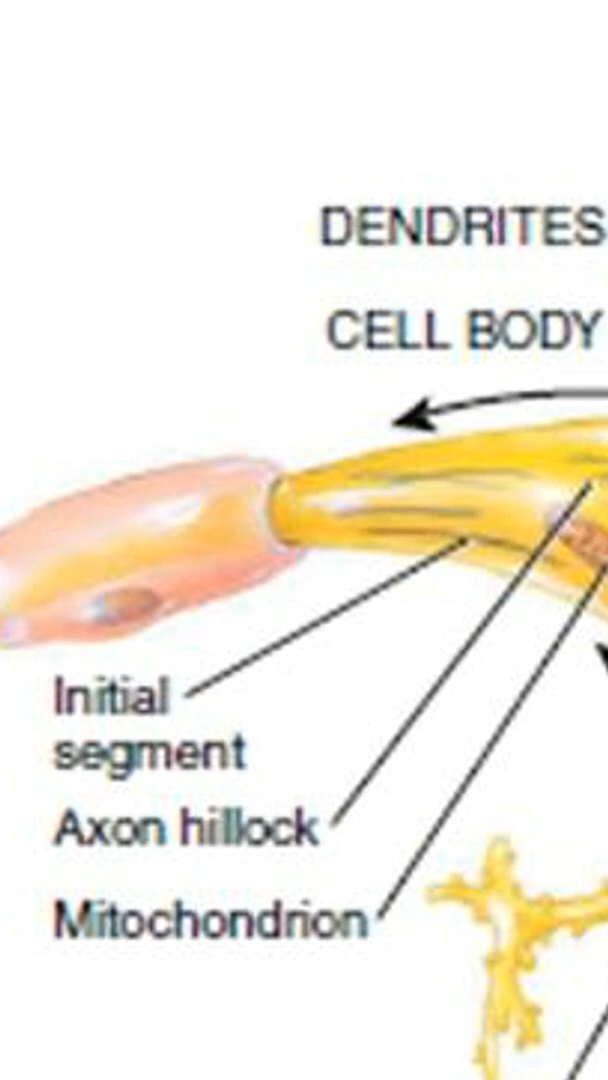 DENDRITES
CELL BODY
Initial
segment
Axon hillock
Mitochondrion